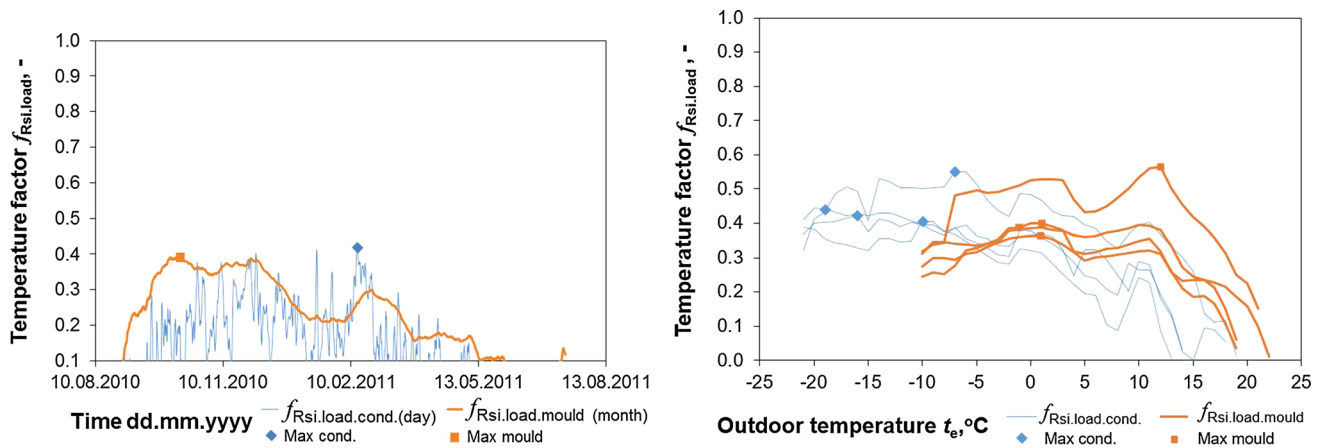 Temperature factor fRsi.load, -
1.0
0.9
0.8
0.7
0.6
0.5
0.4
0.3
0.2
0.1
10.08.2010 10.11.2010 10.02.2011 13.05.2011 13.08.2011
Time dd.mm.yyyy
fRsi.load.cond.(day) fRsi.load.mould (month)
Max cond. Max mould
Temperature factor fRsi.load, -
1.0
0.9
0.8
0.7
0.6
0.5
0.4
0.3
0.2
0.1
0.0
-25 -20 -15 -10 -5 0 5 10 15 20 25
Outdoor temperature te,oC
fRsi.load.cond. fRsi.load.mould
Max cond. Max mould